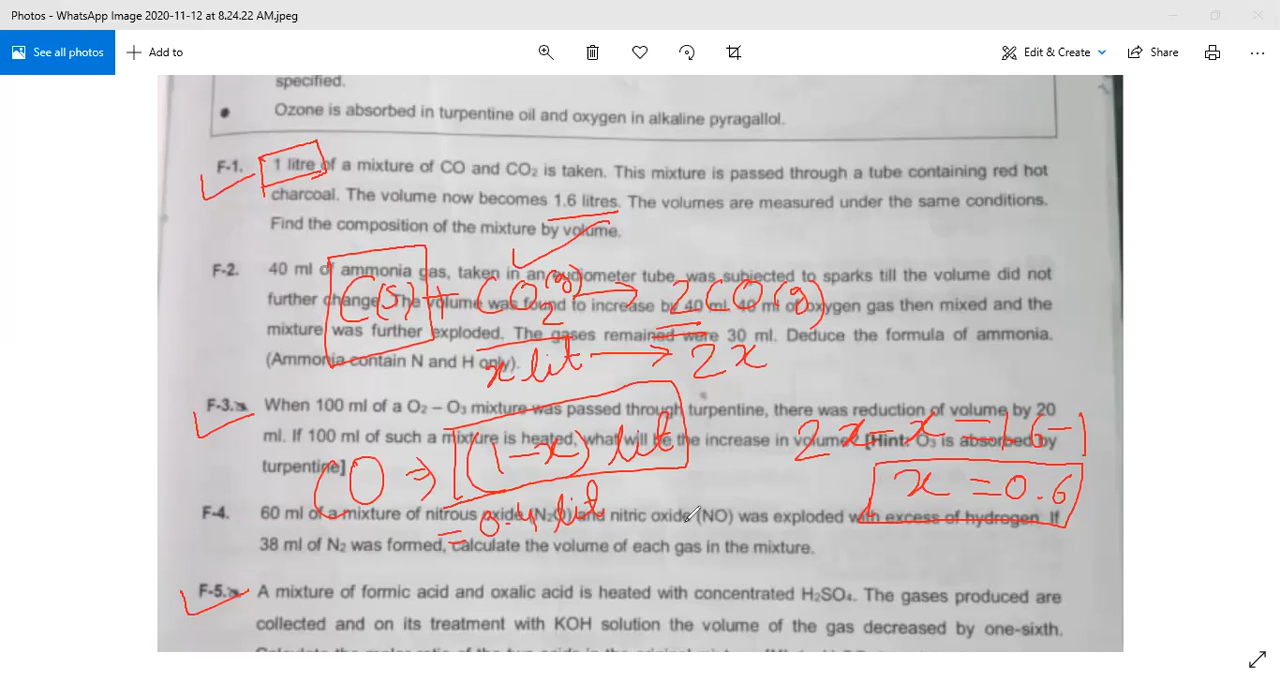 Photos - WhatsApp Image 2020-11-12 at 8.24.22 AM.jpeg
See all photos
Add to
Edit & Create
Share
specified.
Ozone is absorbed in turpentine oil and oxygen in alkaline pyragallol.
F-1. 1 litre of a mixture of CO and CO₂ is taken. This mixture is passed through a tube containing red hot
charcoal. The volume now becomes 1.6 litres. The volumes are measured under the same conditions.
Find the composition of the mixture by volume.
F-2. 40 ml of ammonia gas, taken in an eudiometer tube, was subjected to sparks till the volume did not
C(s) + CO₂(g) → 2CO(g)
further change. The volume was found to increase by 40 ml. 40 ml of oxygen gas then mixed and the
mixture was further exploded. The gases remained were 30 ml. Deduce the formula of ammonia.
(Ammonia contain N and H only).
x lit → 2x
F-3. When 100 ml of a O₂ – O₃ mixture was passed through turpentine, there was reduction of volume by 20
ml. If 100 ml of such a mixture is heated, what will be the increase in volume? [Hint: O₃ is absorbed by
turpentine]
2x - x = 1.6 - 1
CO ⇒ (1-x) lit
x = 0.6
= 0.4 lit
F-4. 60 ml of a mixture of nitrous oxide (N₂O) and nitric oxide (NO) was exploded with excess of hydrogen. If
38 ml of N₂ was formed, calculate the volume of each gas in the mixture.
F-5. A mixture of formic acid and oxalic acid is heated with concentrated H₂SO₄. The gases produced are
collected and on its treatment with KOH solution the volume of the gas decreased by one-sixth.